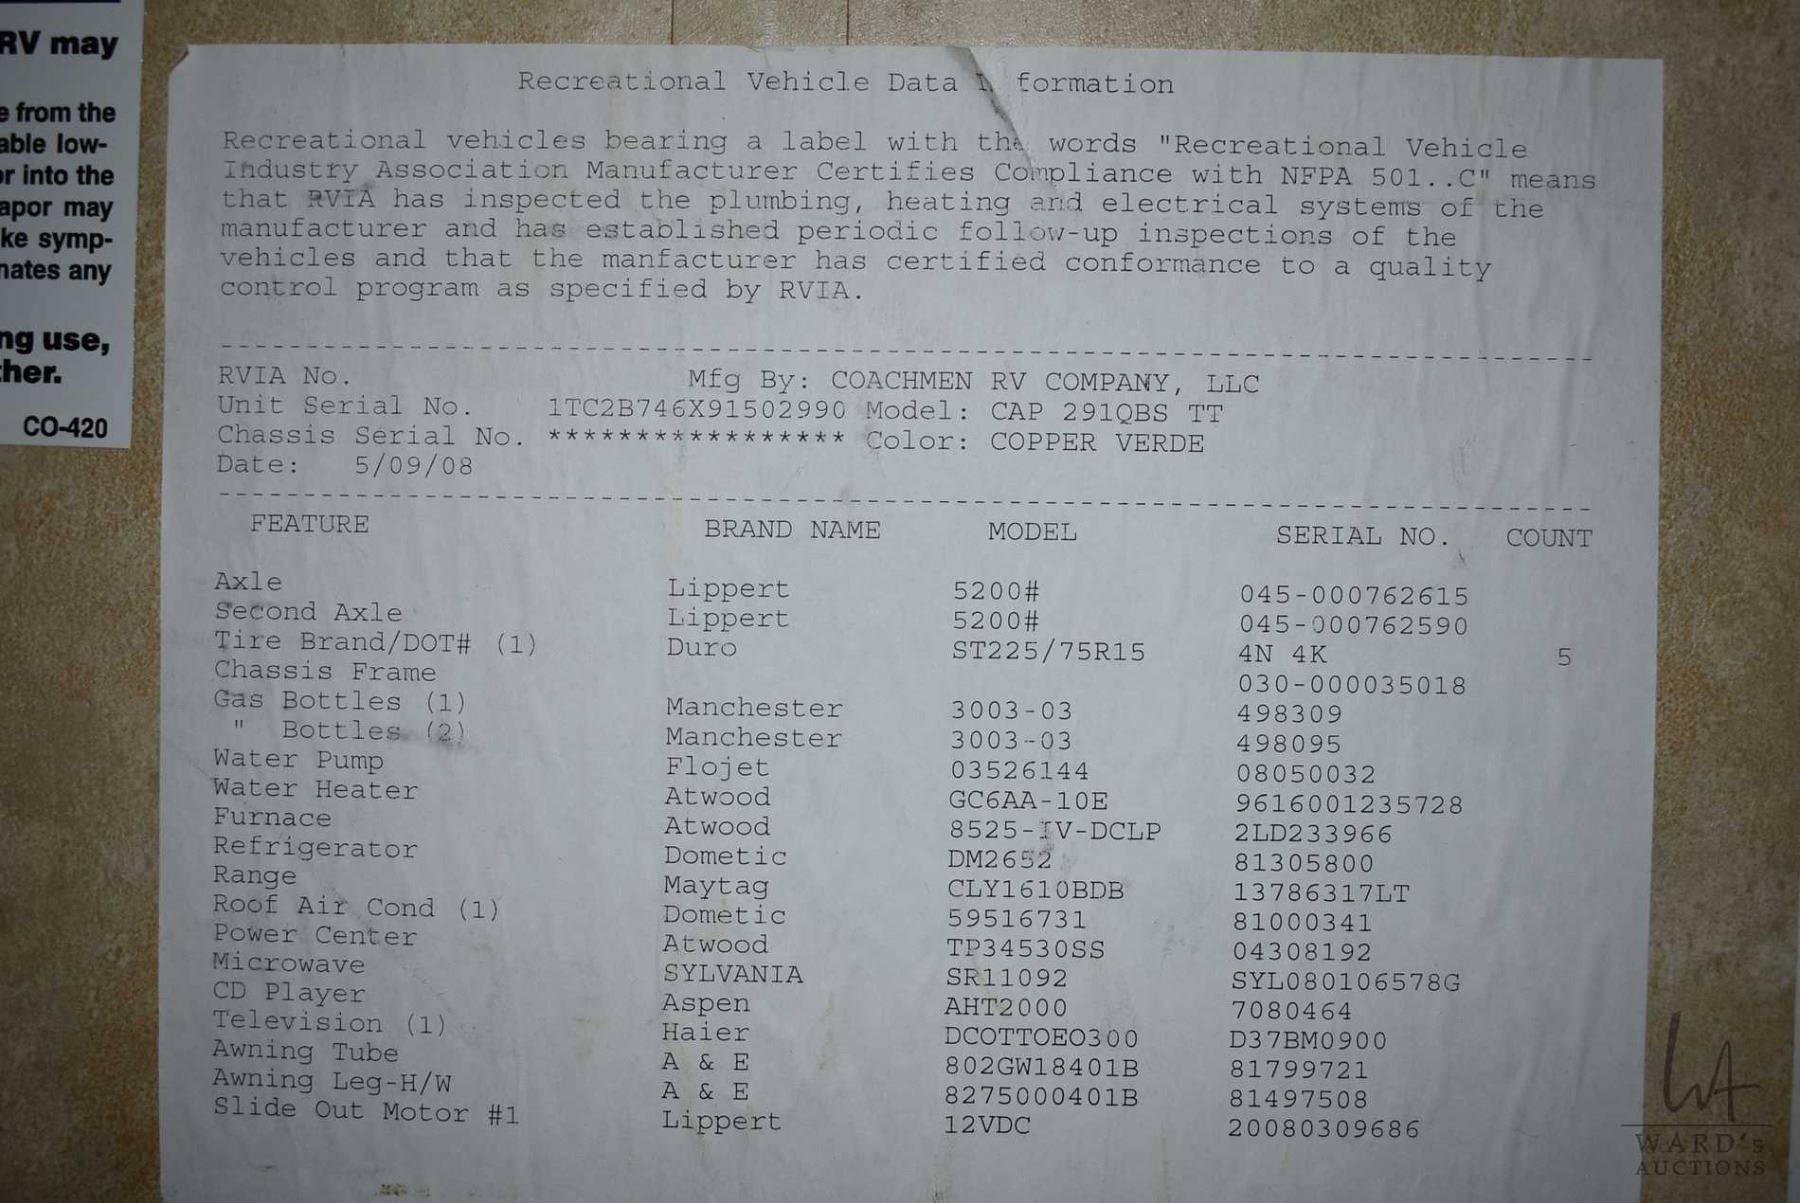 RV may
e from the
able low-
or into the
apor may
ke symp-
nates any
ng use,
ther.
CO-420
Recreational Vehicle Data In formation
Recreational vehicles bearing a label with the words "Recreational Vehicle
Industry Association Manufacturer Certifies Compliance with NFPA 501..C" means
that RVIA has inspected the plumbing, heating and electrical systems of the
manufacturer and has established periodic follow-up inspections of the
vehicles and that the manfacturer has certified conformance to a quality
control program as specified by RVIA.
RVIA No. Mfg By: COACHMEN RV COMPANY, LLC
Unit Serial No. 1TC2B746X91502990 Model: CAP 291QBS TT
Chassis Serial No. ***************** Color: COPPER VERDE
Date: 5/09/08
FEATURE BRAND NAME MODEL SERIAL NO. COUNT
Axle Lippert 5200# 045-000762615
Second Axle Lippert 5200# 045-000762590
Tire Brand/DOT# (1) Duro ST225/75R15 4N 4K 5
Chassis Frame 030-000035018
Gas Bottles (1) Manchester 3003-03 498309
" Bottles (2) Manchester 3003-03 498095
Water Pump Flojet 03526144 08050032
Water Heater Atwood GC6AA-10E 9616001235728
Furnace Atwood 8525-IV-DCLP 2LD233966
Refrigerator Dometic DM2652 81305800
Range Maytag CLY1610BDB 13786317LT
Roof Air Cond (1) Dometic 59516731 81000341
Power Center Atwood TP34530SS 04308192
Microwave SYLVANIA SR11092 SYL080106578G
CD Player Aspen AHT2000 7080464
Television (1) Haier DCOTTOEO300 D37BM0900
Awning Tube A & E 802GW18401B 81799721
Awning Leg-H/W A & E 8275000401B 81497508
Slide Out Motor #1 Lippert 12VDC 20080309686
WA
WARD's
AUCTIONS